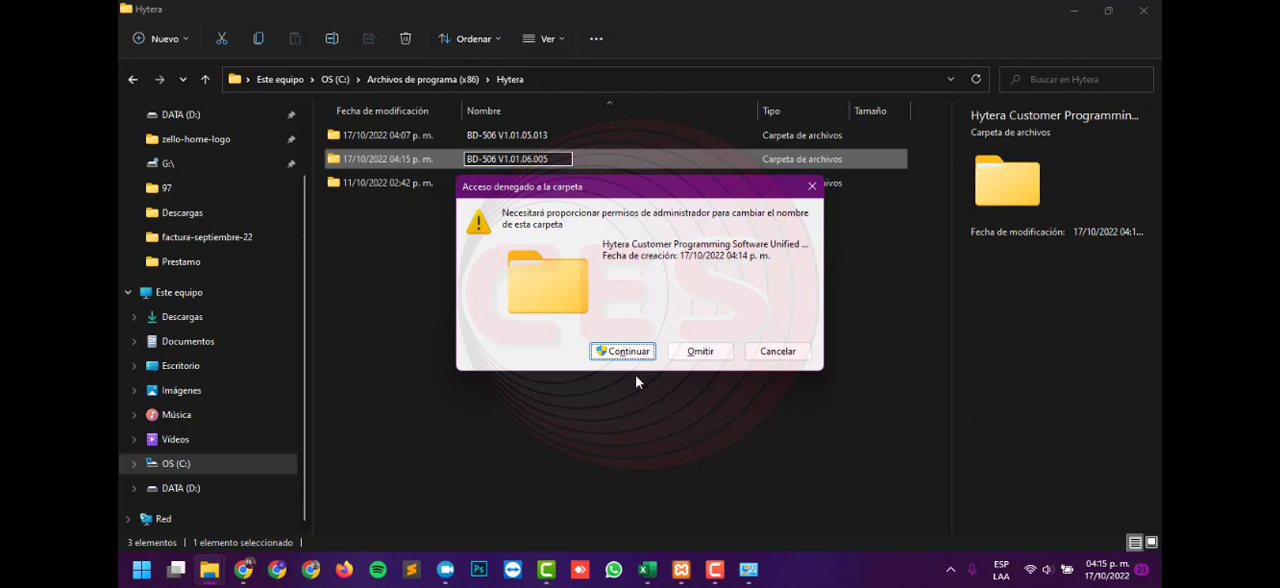 Hytera
Nuevo
Ordenar
Ver
Este equipo > OS (C:) > Archivos de programa (x86) > Hytera
Buscar en Hytera
DATA (D:)
zello-home-logo
G:\
97
Descargas
factura-septiembre-22
Prestamo
Este equipo
Descargas
Documentos
Escritorio
Imágenes
Música
Vídeos
OS (C:)
DATA (D:)
Red
Fecha de modificación Nombre Tipo Tamaño
17/10/2022 04:07 p. m. BD-506 V1.01.05.013 Carpeta de archivos
17/10/2022 04:15 p. m. BD-506 V1.01.06.005 Carpeta de archivos
11/10/2022 02:42 p. m.
Acceso denegado a la carpeta
Necesitará proporcionar permisos de administrador para cambiar el nombre
de esta carpeta
Hytera Customer Programming Software Unified ...
Fecha de creación: 17/10/2022 04:14 p. m.
Continuar Omitir Cancelar
CES
Hytera Customer Programmin...
Carpeta de archivos
Fecha de modificación: 17/10/2022 04:1...
3 elementos 1 elemento seleccionado
Ps
ESP
LAA
04:15 p. m.
17/10/2022
23